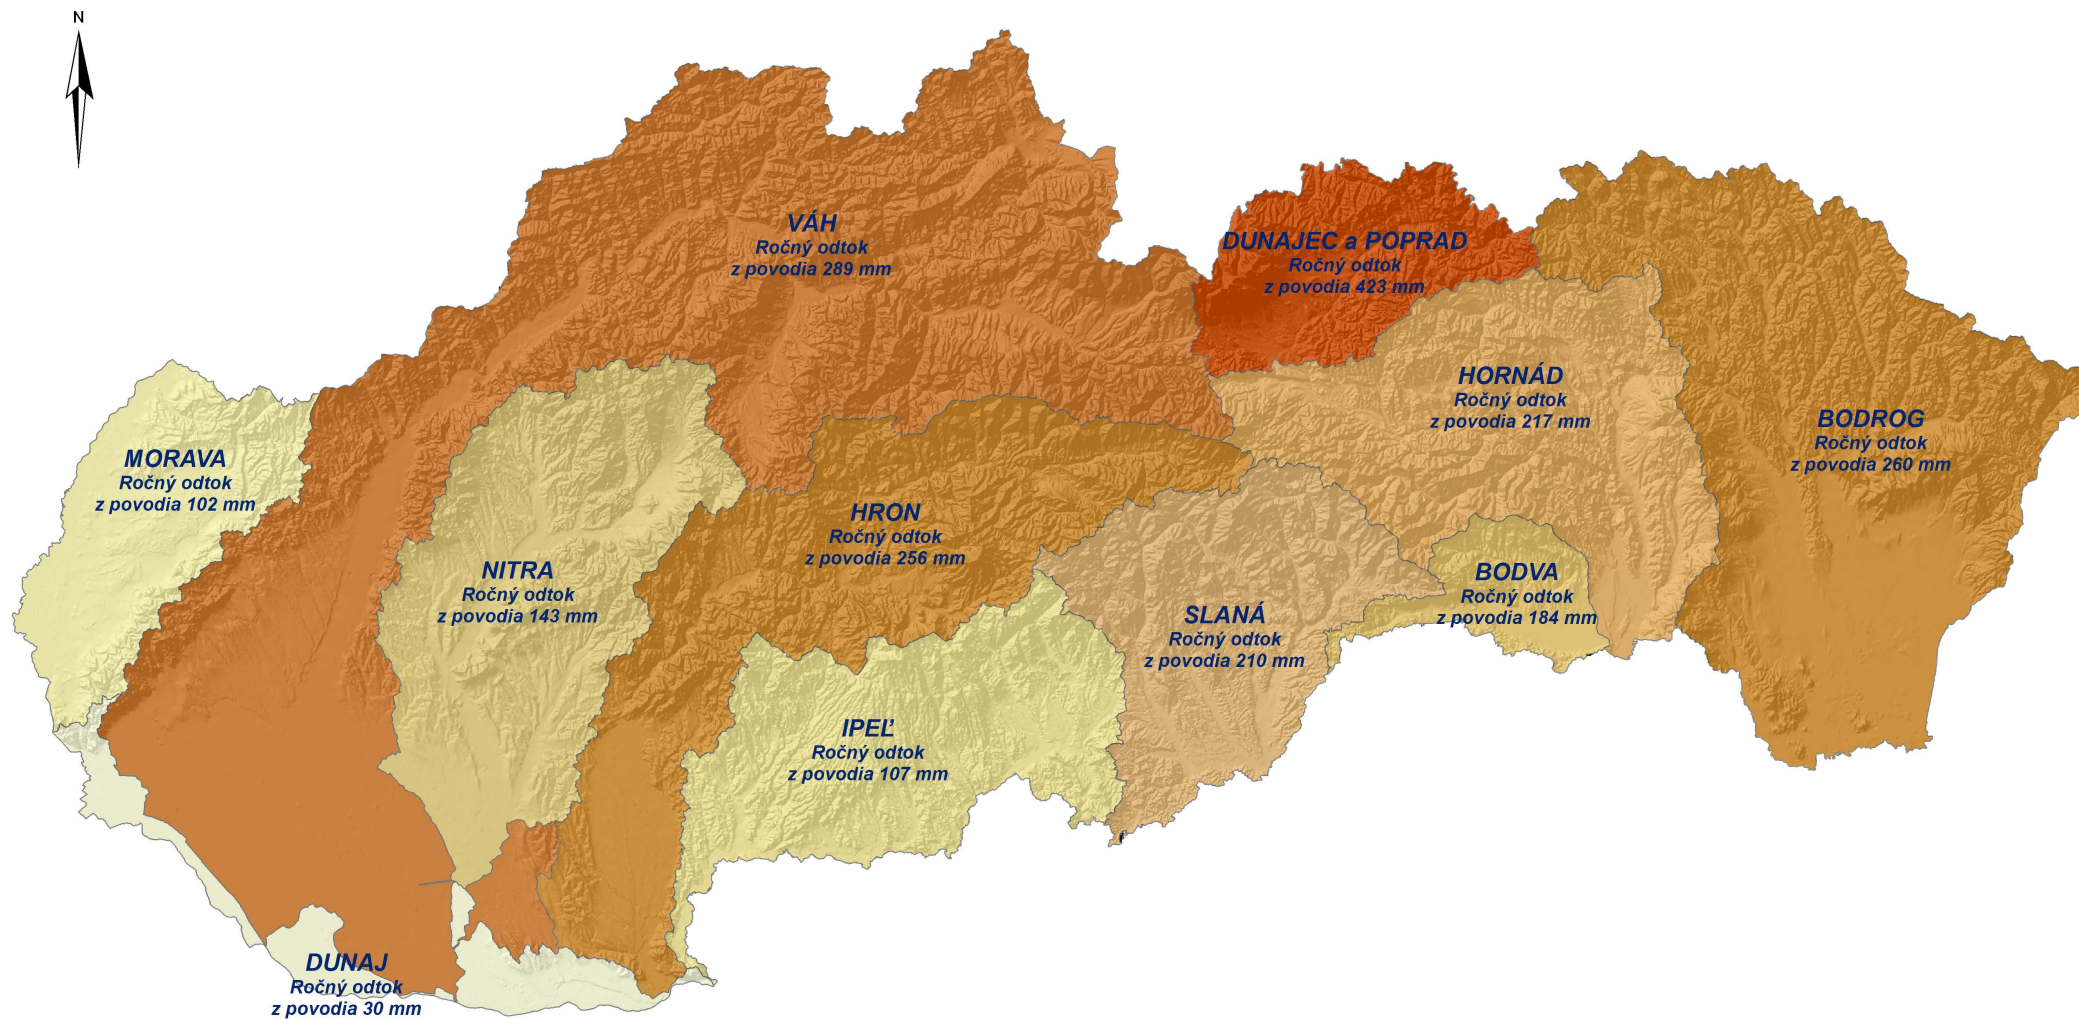 N
VÁH
Ročný odtok
z povodia 289 mm
DUNAJEC a POPRAD
Ročný odtok
z povodia 423 mm
HORNÁD
Ročný odtok
z povodia 217 mm
BODROG
Ročný odtok
z povodia 260 mm
MORAVA
Ročný odtok
z povodia 102 mm
HRON
Ročný odtok
z povodia 256 mm
NITRA
Ročný odtok
z povodia 143 mm
BODVA
Ročný odtok
z povodia 184 mm
SLANÁ
Ročný odtok
z povodia 210 mm
IPEĽ
Ročný odtok
z povodia 107 mm
DUNAJ
Ročný odtok
z povodia 30 mm